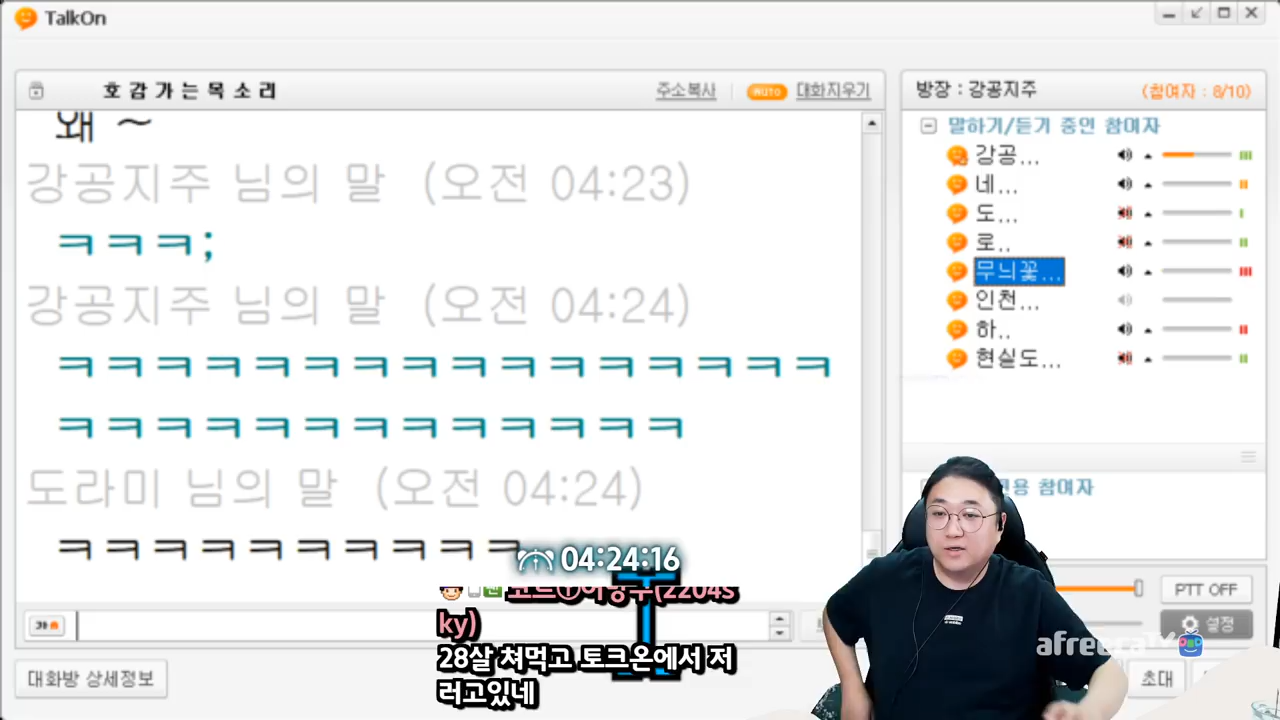 TalkOn
호감가는목소리
주소복사
AUTO
대화지우기
왜 ~
강공지주 님의 말 (오전 04:23)
ㅋㅋㅋ;
강공지주 님의 말 (오전 04:24)
ㅋㅋㅋㅋㅋㅋㅋㅋㅋㅋㅋㅋㅋㅋㅋㅋ
ㅋㅋㅋㅋㅋㅋㅋㅋㅋㅋㅋㅋㅋ
도라미 님의 말 (오전 04:24)
ㅋㅋㅋㅋㅋㅋㅋㅋㅋㅋ
04:24:16
ky)
28살 쳐먹고 토크온에서 저
러고있네
가
대화방 상세정보
방장 : 강공지주
(참여자 : 8/10)
말하기/듣기 중인 참여자
강공...
네...
도...
로..
무늬꽃...
인천...
하..
현실도...
참여자
PTT OFF
설정
afreecaTV
초대